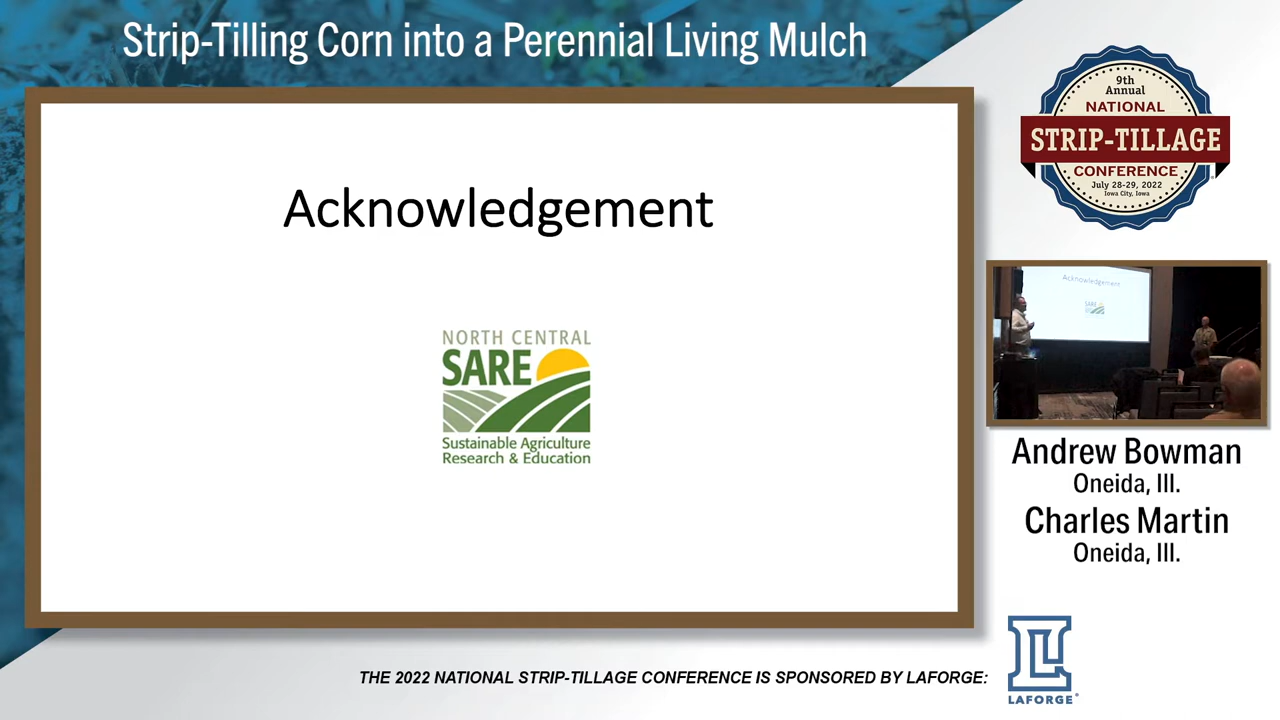 Strip-Tilling Corn into a Perennial Living Mulch
Acknowledgement
NORTH CENTRAL
SARE
Sustainable Agriculture
Research & Education
9th
Annual
NATIONAL
STRIP-TILLAGE
CONFERENCE
July 28-29, 2022
Iowa City, Iowa
Acknowledgement
SARE
Andrew Bowman
Oneida, Ill.
Charles Martin
Oneida, Ill.
THE 2022 NATIONAL STRIP-TILLAGE CONFERENCE IS SPONSORED BY LAFORGE:
LAFORGE®